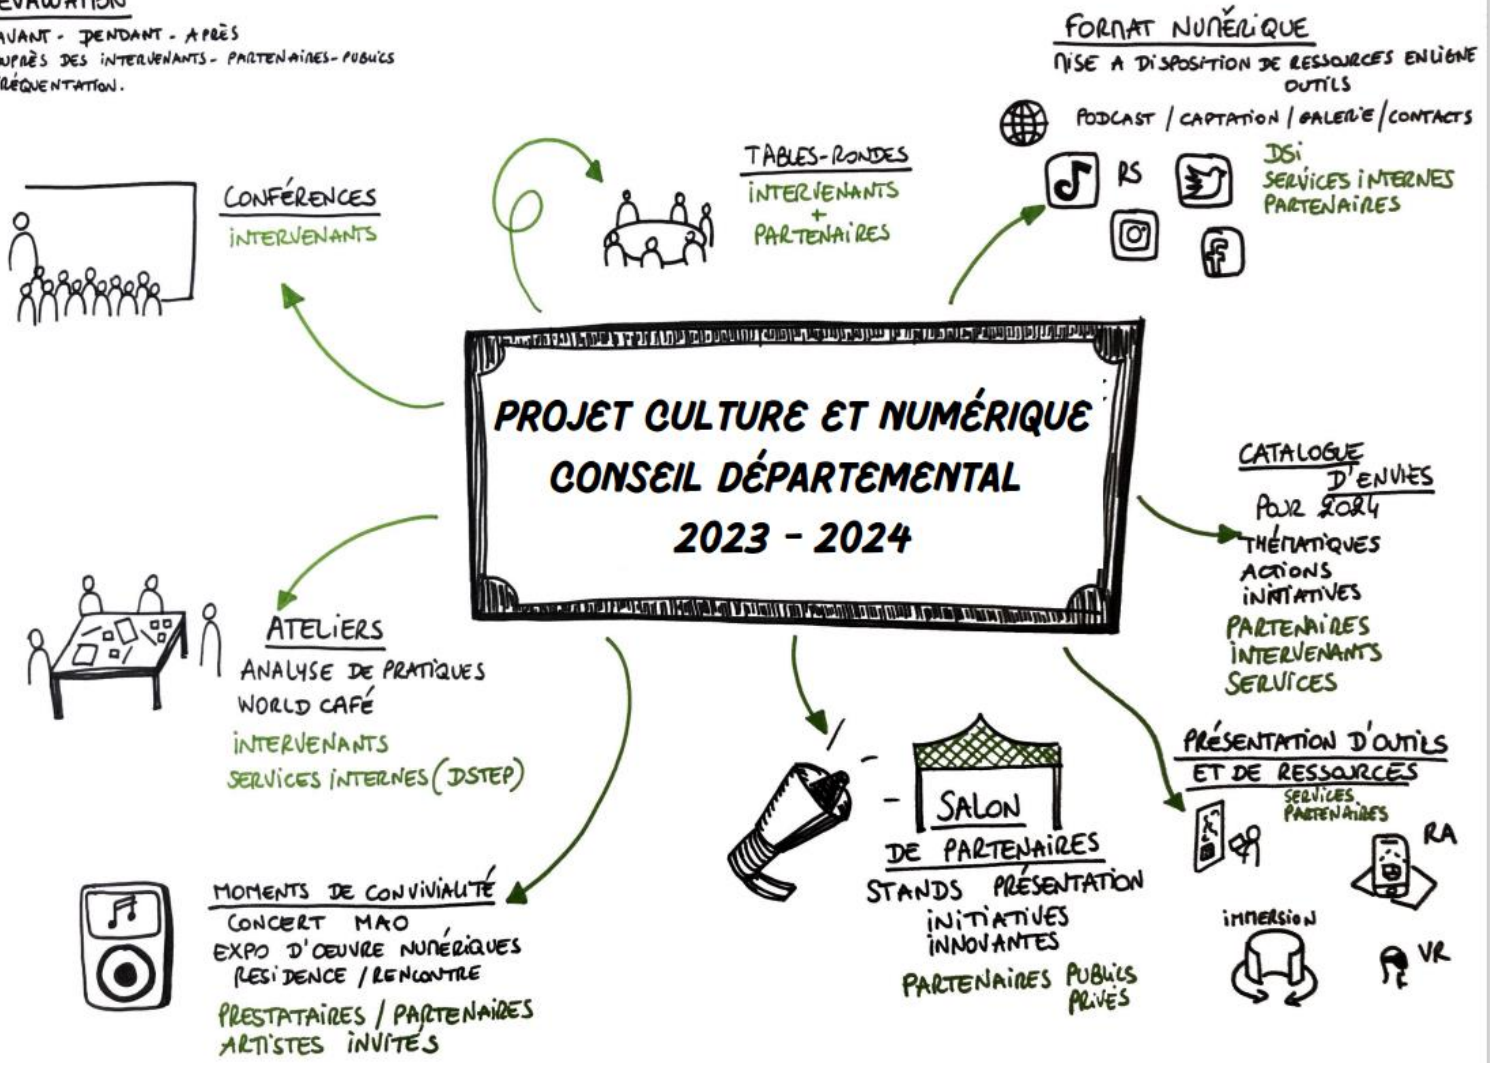 EVALUATION
AVANT - PENDANT - APRÈS
AUPRÈS DES INTERVENANTS - PARTENAIRES - PUBLICS
FRÉQUENTATION.
FORMAT NUMÉRIQUE
MISE A DISPOSITION DE RESSOURCES EN LIGNE
OUTILS
PODCAST / CAPTATION / GALERIE / CONTACTS
RS
DSI
SERVICES INTERNES
PARTENAIRES
TABLES-RONDES
INTERVENANTS
+
PARTENAIRES
CONFÉRENCES
INTERVENANTS
PROJET CULTURE ET NUMÉRIQUE
CONSEIL DÉPARTEMENTAL
2023 - 2024
CATALOGUE
D'ENVIES
POUR 2024
THÉMATIQUES
ACTIONS
INITIATIVES
PARTENAIRES
INTERVENANTS
SERVICES
ATELIERS
ANALYSE DE PRATIQUES
WORLD CAFÉ
INTERVENANTS
SERVICES INTERNES (DSTEP)
PRÉSENTATION D'OUTILS
ET DE RESSOURCES
SERVICES
PARTENAIRES
RA
IMMERSION
VR
SALON
DE PARTENAIRES
STANDS PRÉSENTATION
INITIATIVES
INNOVANTES
PARTENAIRES PUBLICS
PRIVÉS
MOMENTS DE CONVIVIALITÉ
CONCERT MAO
EXPO D'ŒUVRE NUMÉRIQUES
RESIDENCE / RENCONTRE
PRESTATAIRES / PARTENAIRES
ARTISTES INVITÉS